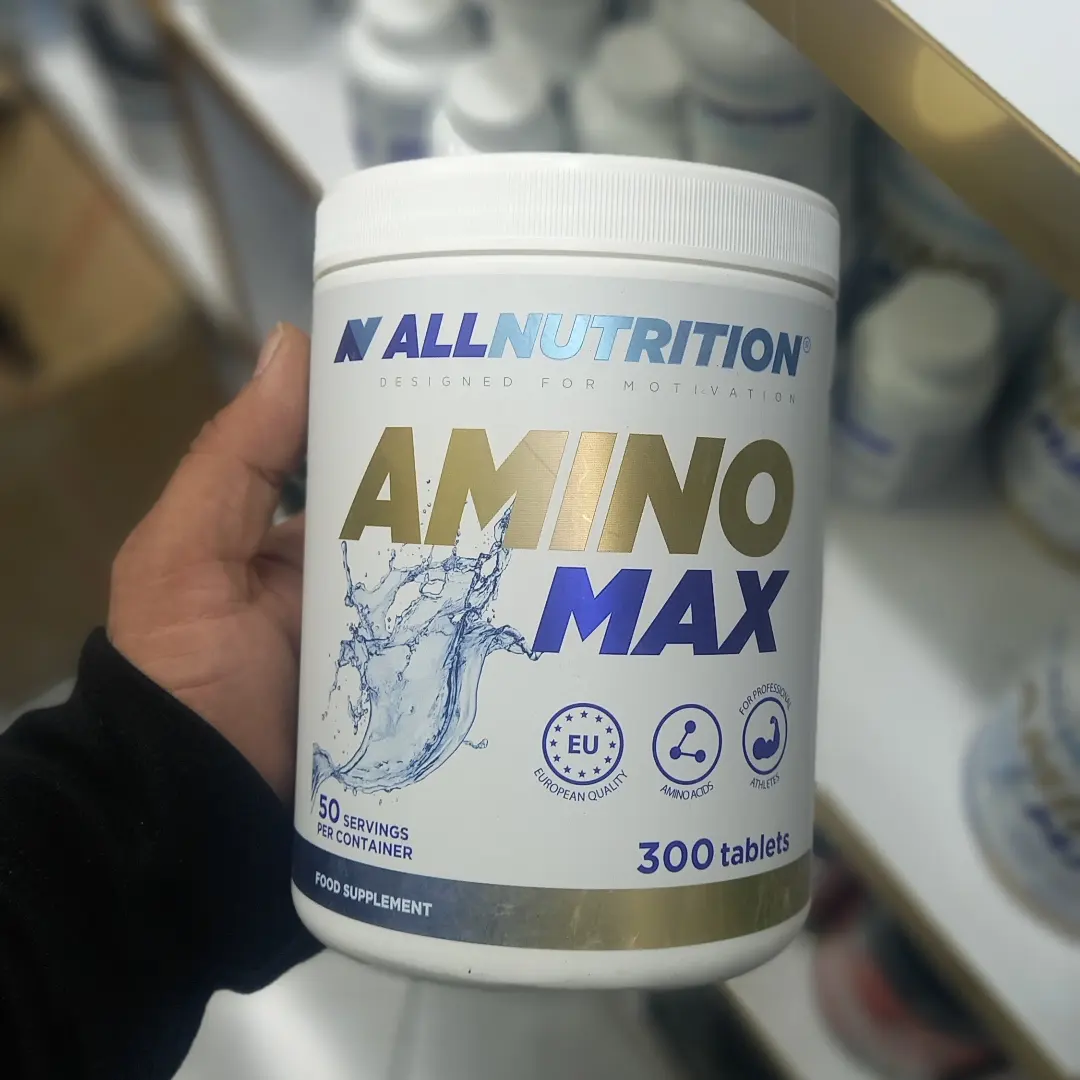 ALLNUTRITION®
DESIGNED FOR MOTIVATION
AMINO
MAX
EU
EUROPEAN QUALITY
AMINO ACIDS
FOR PROFESSIONAL
ATHLETES
50 SERVINGS
PER CONTAINER
300 tablets
FOOD SUPPLEMENT